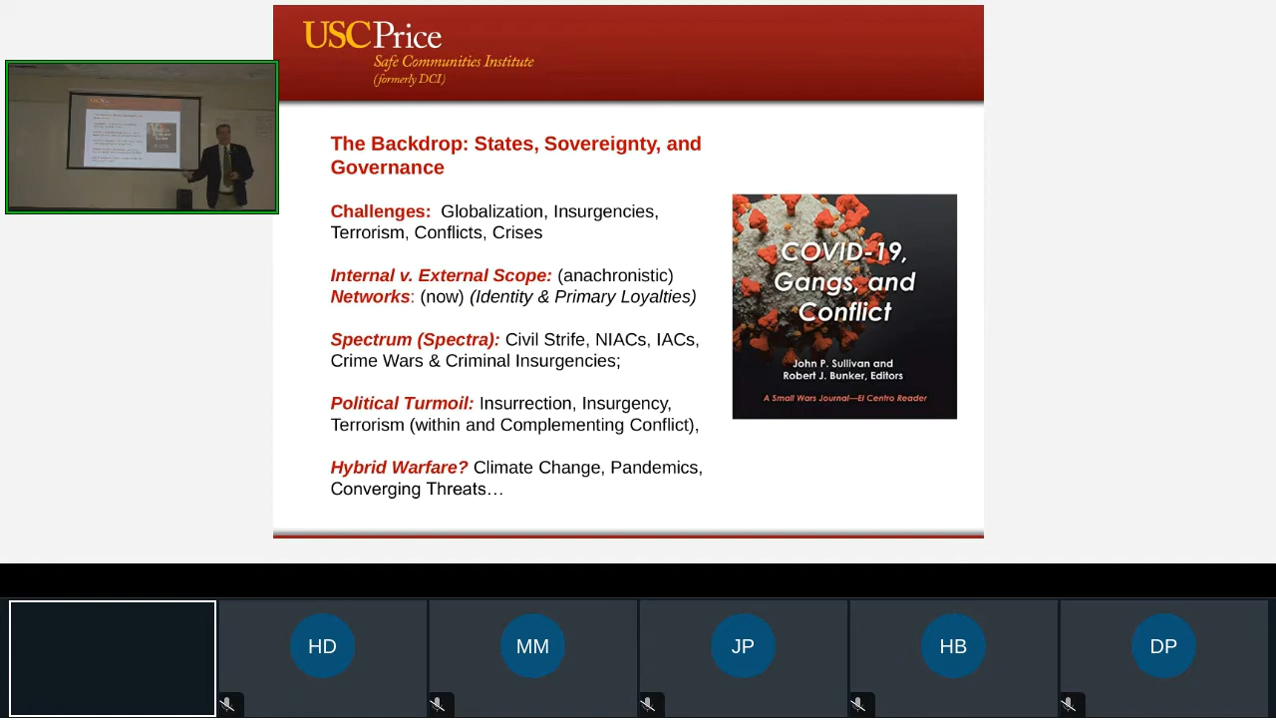 USC Price
Safe Communities Institute
(formerly DCI)
The Backdrop: States, Sovereignty, and
Governance
Challenges: Globalization, Insurgencies,
Terrorism, Conflicts, Crises
Internal v. External Scope: (anachronistic)
Networks: (now) (Identity & Primary Loyalties)
Spectrum (Spectra): Civil Strife, NIACs, IACs,
Crime Wars & Criminal Insurgencies;
Political Turmoil: Insurrection, Insurgency,
Terrorism (within and Complementing Conflict),
Hybrid Warfare? Climate Change, Pandemics,
Converging Threats…
COVID-19,
Gangs, and
Conflict
John P. Sullivan and
Robert J. Bunker, Editors
A Small Wars Journal—El Centro Reader
HD
MM
JP
HB
DP